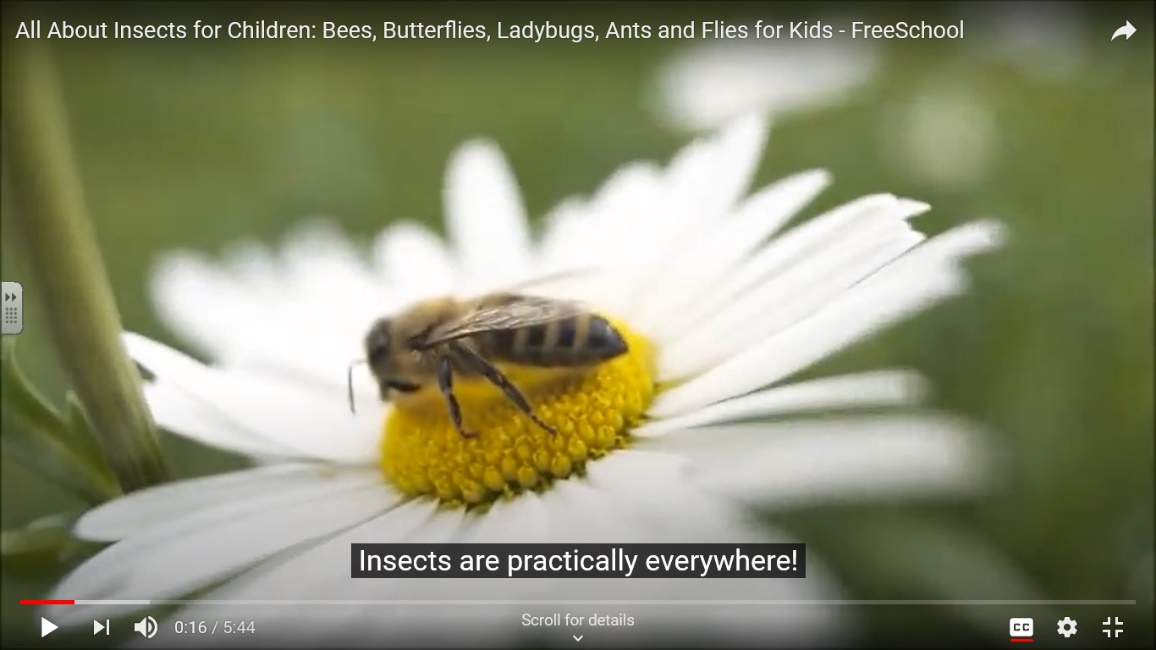 All About Insects for Children: Bees, Butterflies, Ladybugs, Ants and Flies for Kids - FreeSchool
Insects are practically everywhere!
0:16 / 5:44
Scroll for details
CC